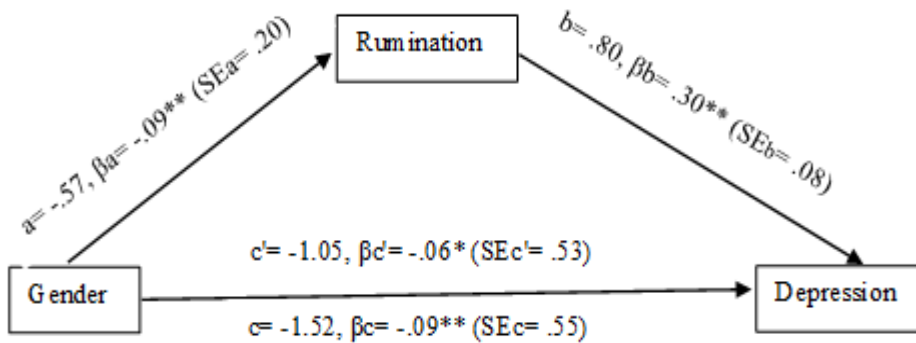 Rumination
a= -.57, βa= -.09** (SEa= .20)
b= .80, βb= .30** (SEb= .08)
c'= -1.05, βc'= -.06* (SEc'= .53)
Gender
Depression
c= -1.52, βc= -.09** (SEc= .55)